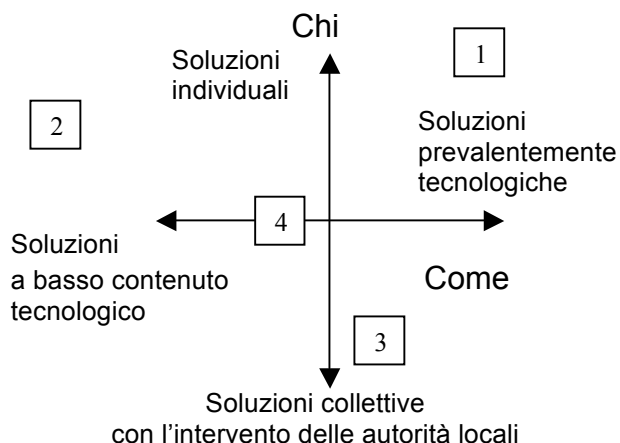 Chi
1
Soluzioni
individuali
2
Soluzioni
prevalentemente
tecnologiche
4
Soluzioni
a basso contenuto
tecnologico
Come
3
Soluzioni collettive
con l’intervento delle autorità locali